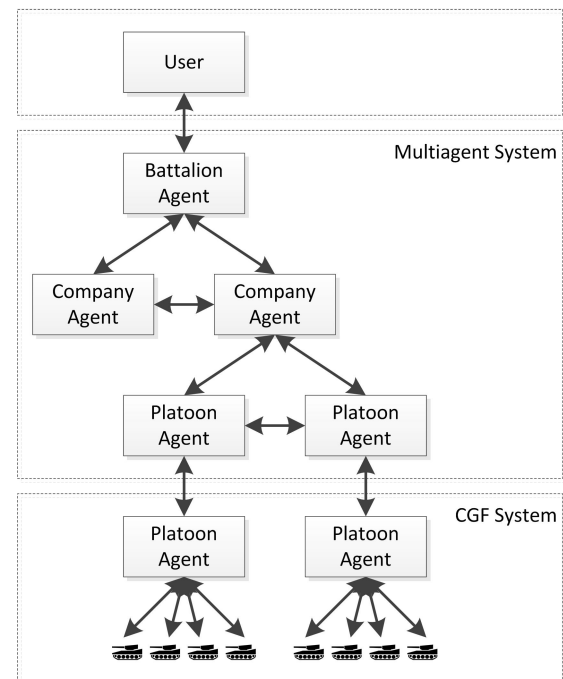 User
Multiagent System
Battalion
Agent
Company
Agent
Company
Agent
Platoon
Agent
Platoon
Agent
CGF System
Platoon
Agent
Platoon
Agent